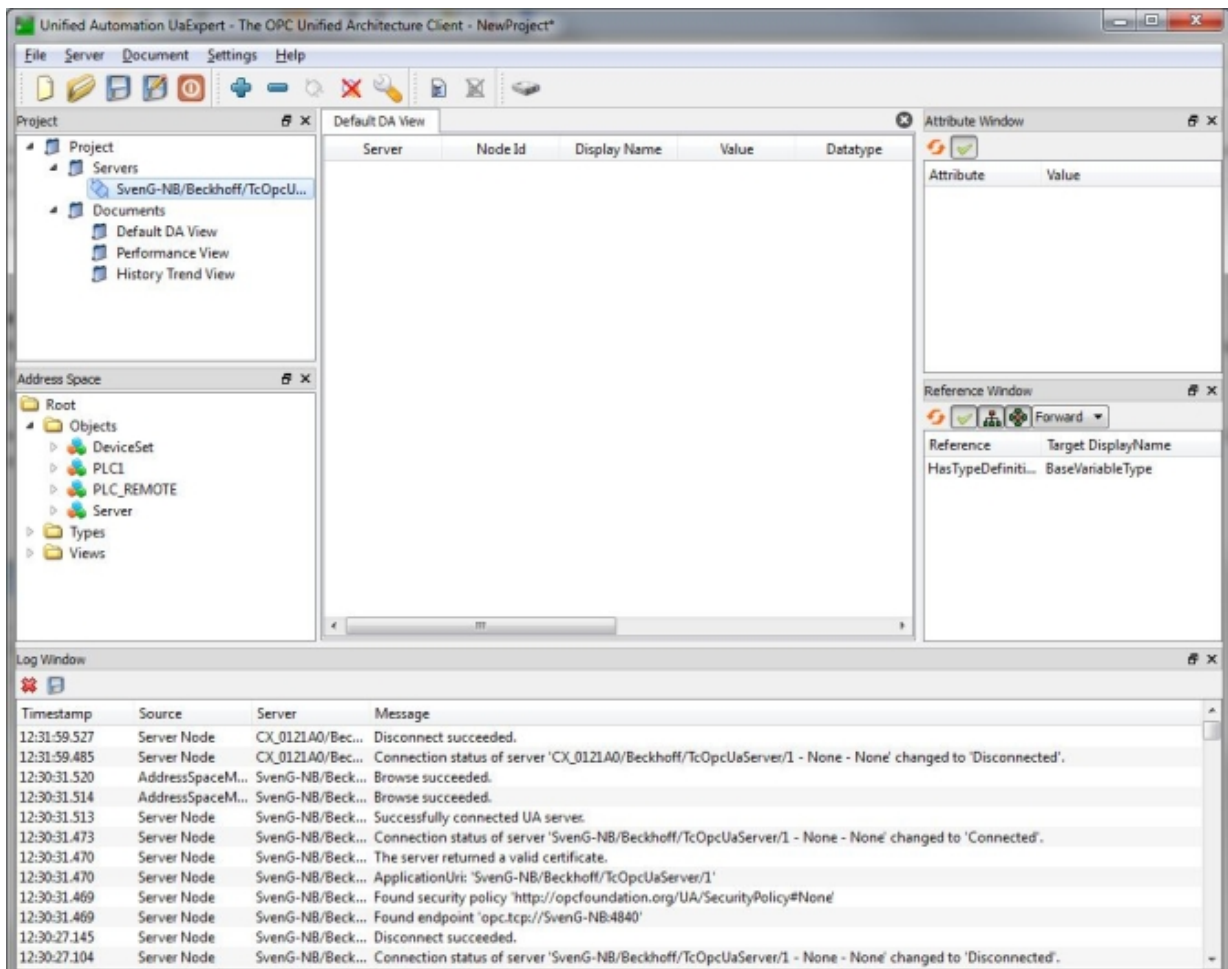 Unified Automation UaExpert - The OPC Unified Architecture Client - NewProject*
File Server Document Settings Help
Project
Project
Servers
SvenG-NB/Beckhoff/TcOpcU...
Documents
Default DA View
Performance View
History Trend View
Address Space
Root
Objects
DeviceSet
PLC1
PLC_REMOTE
Server
Types
Views
Default DA View
Server Node Id Display Name Value Datatype
Attribute Window
Attribute Value
Reference Window
Forward
Reference Target DisplayName
HasTypeDefiniti... BaseVariableType
Log Window
Timestamp Source Server Message
12:31:59.527 Server Node CX_0121A0/Bec... Disconnect succeeded.
12:31:59.485 Server Node CX_0121A0/Bec... Connection status of server 'CX_0121A0/Beckhoff/TcOpcUaServer/1 - None - None' changed to 'Disconnected'.
12:30:31.520 AddressSpaceM... SvenG-NB/Beck... Browse succeeded.
12:30:31.514 AddressSpaceM... SvenG-NB/Beck... Browse succeeded.
12:30:31.513 Server Node SvenG-NB/Beck... Successfully connected UA server.
12:30:31.473 Server Node SvenG-NB/Beck... Connection status of server 'SvenG-NB/Beckhoff/TcOpcUaServer/1 - None - None' changed to 'Connected'.
12:30:31.470 Server Node SvenG-NB/Beck... The server returned a valid certificate.
12:30:31.470 Server Node SvenG-NB/Beck... ApplicationUri: 'SvenG-NB/Beckhoff/TcOpcUaServer/1'
12:30:31.469 Server Node SvenG-NB/Beck... Found security policy 'http://opcfoundation.org/UA/SecurityPolicy#None'
12:30:31.469 Server Node SvenG-NB/Beck... Found endpoint 'opc.tcp://SvenG-NB:4840'
12:30:27.145 Server Node SvenG-NB/Beck... Disconnect succeeded.
12:30:27.104 Server Node SvenG-NB/Beck... Connection status of server 'SvenG-NB/Beckhoff/TcOpcUaServer/1 - None - None' changed to 'Disconnected'.